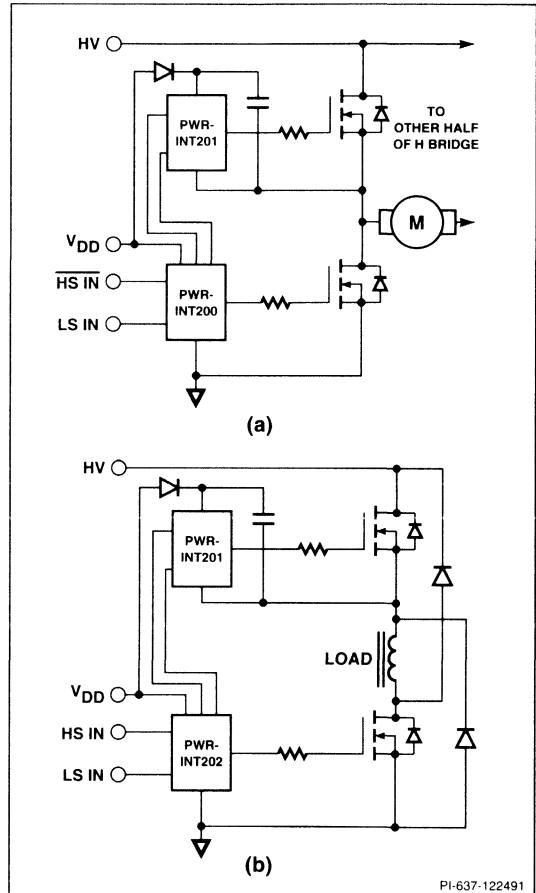 HV
PWR-
INT201
TO
OTHER HALF
OF H BRIDGE
M
VDD
HS IN
LS IN
PWR-
INT200
(a)
HV
PWR-
INT201
LOAD
VDD
HS IN
LS IN
PWR-
INT202
(b)
PI-637-122491